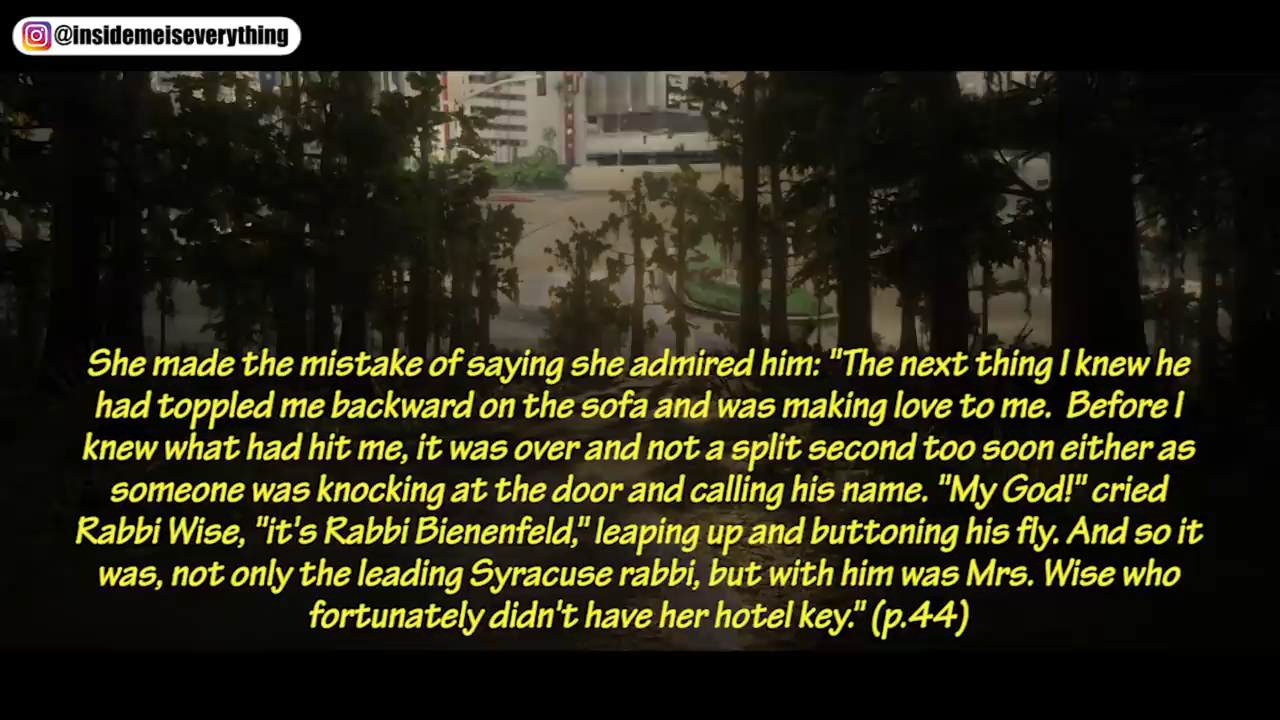 @insidemeiseverything
She made the mistake of saying she admired him: "The next thing I knew he
had toppled me backward on the sofa and was making love to me.  Before I
knew what had hit me, it was over and not a split second too soon either as
someone was knocking at the door and calling his name. "My God!" cried
Rabbi Wise, "it's Rabbi Bienenfeld," leaping up and buttoning his fly. And so it
was, not only the leading Syracuse rabbi, but with him was Mrs. Wise who
fortunately didn't have her hotel key." (p.44)